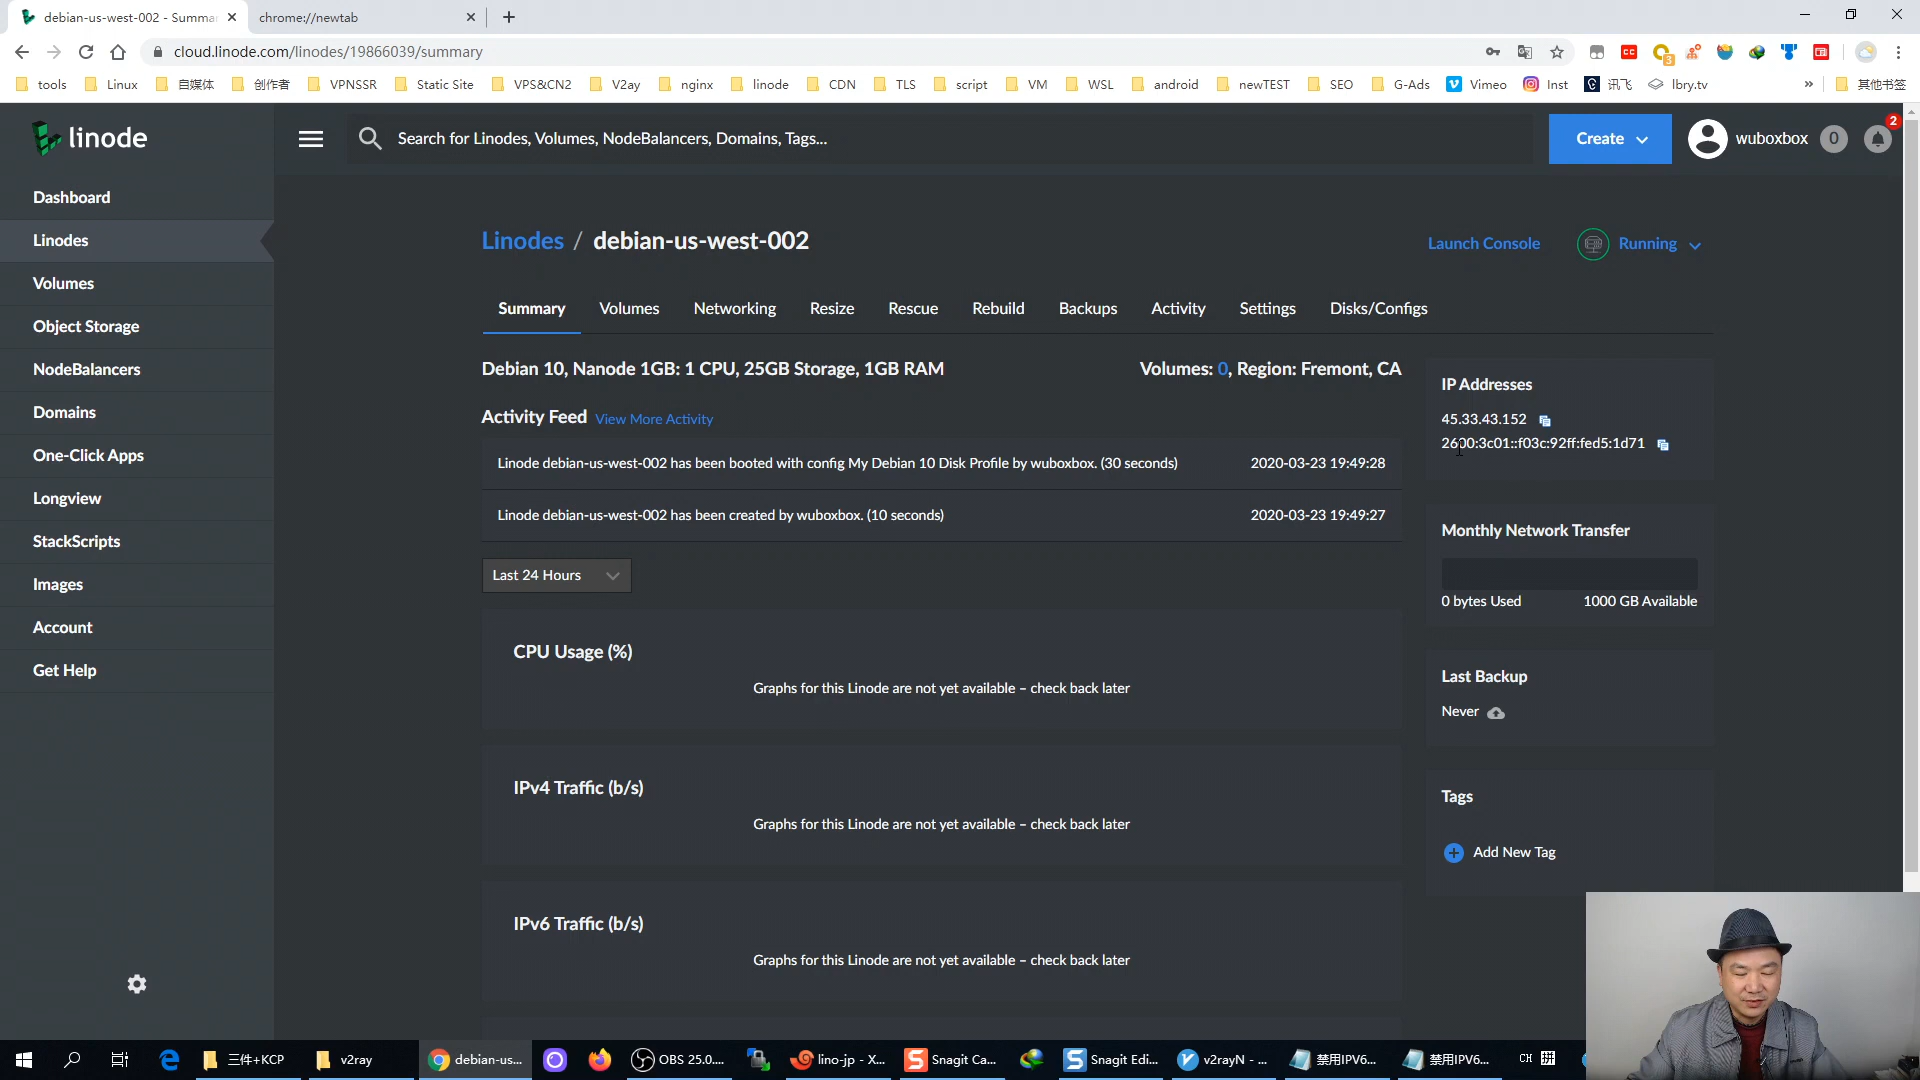 debian-us-west-002 - Summa
chrome://newtab
cloud.linode.com/linodes/19866039/summary
tools
Linux
自媒体
创作者
VPNSSR
Static Site
VPS&CN2
V2ay
nginx
linode
CDN
TLS
script
VM
WSL
android
newTEST
SEO
G-Ads
Vimeo
Inst
讯飞
lbry.tv
»
其他书签
linode
Search for Linodes, Volumes, NodeBalancers, Domains, Tags...
Create
wuboxbox
0
2
Dashboard
Linodes
Volumes
Object Storage
NodeBalancers
Domains
One-Click Apps
Longview
StackScripts
Images
Account
Get Help
Linodes / debian-us-west-002
Launch Console
Running
Summary
Volumes
Networking
Resize
Rescue
Rebuild
Backups
Activity
Settings
Disks/Configs
Debian 10, Nanode 1GB: 1 CPU, 25GB Storage, 1GB RAM
Volumes: 0, Region: Fremont, CA
Activity Feed View More Activity
Linode debian-us-west-002 has been booted with config My Debian 10 Disk Profile by wuboxbox. (30 seconds)
2020-03-23 19:49:28
Linode debian-us-west-002 has been created by wuboxbox. (10 seconds)
2020-03-23 19:49:27
Last 24 Hours
CPU Usage (%)
Graphs for this Linode are not yet available – check back later
IPv4 Traffic (b/s)
Graphs for this Linode are not yet available – check back later
IPv6 Traffic (b/s)
Graphs for this Linode are not yet available – check back later
IP Addresses
45.33.43.152
2600:3c01::f03c:92ff:fed5:1d71
Monthly Network Transfer
0 bytes Used
1000 GB Available
Last Backup
Never
Tags
Add New Tag
三件+KCP
v2ray
debian-us...
OBS 25.0....
lino-jp - X...
Snagit Ca...
Snagit Edi...
v2rayN - ...
禁用IPV6...
禁用IPV6...
CH
拼